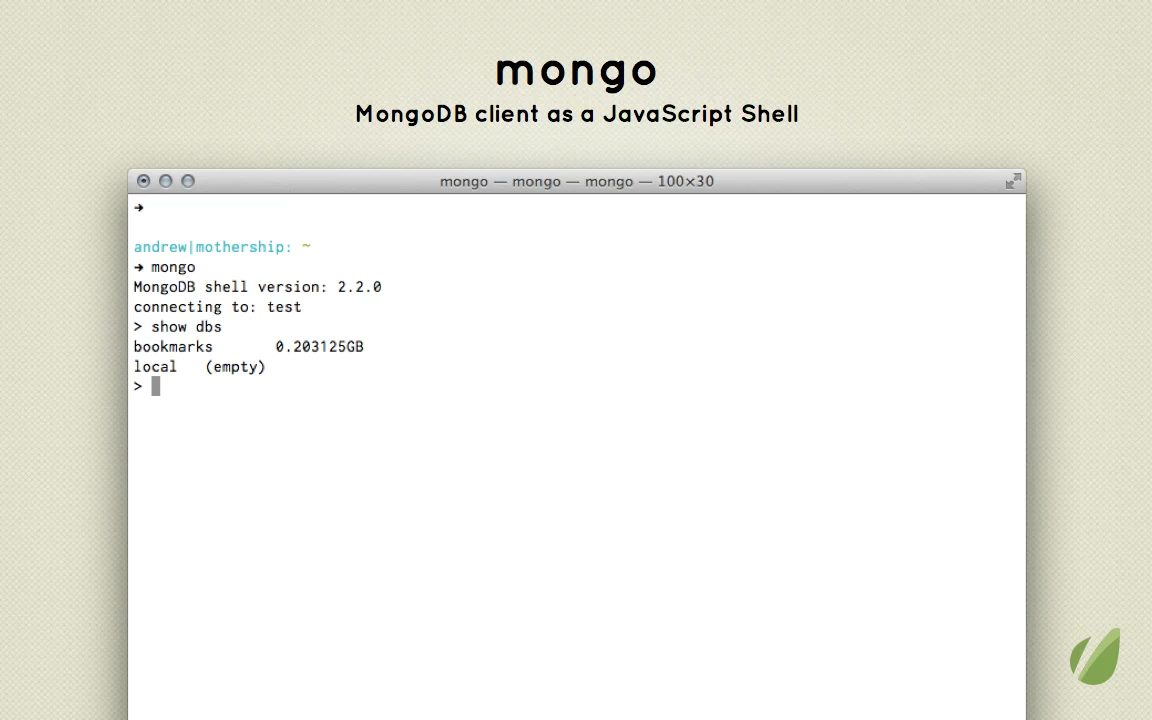 mongo
MongoDB client as a JavaScript Shell
mongo — mongo — mongo — 100×30
➜
andrew|mothership: ~
➜ mongo
MongoDB shell version: 2.2.0
connecting to: test
> show dbs
bookmarks       0.203125GB
local   (empty)
>